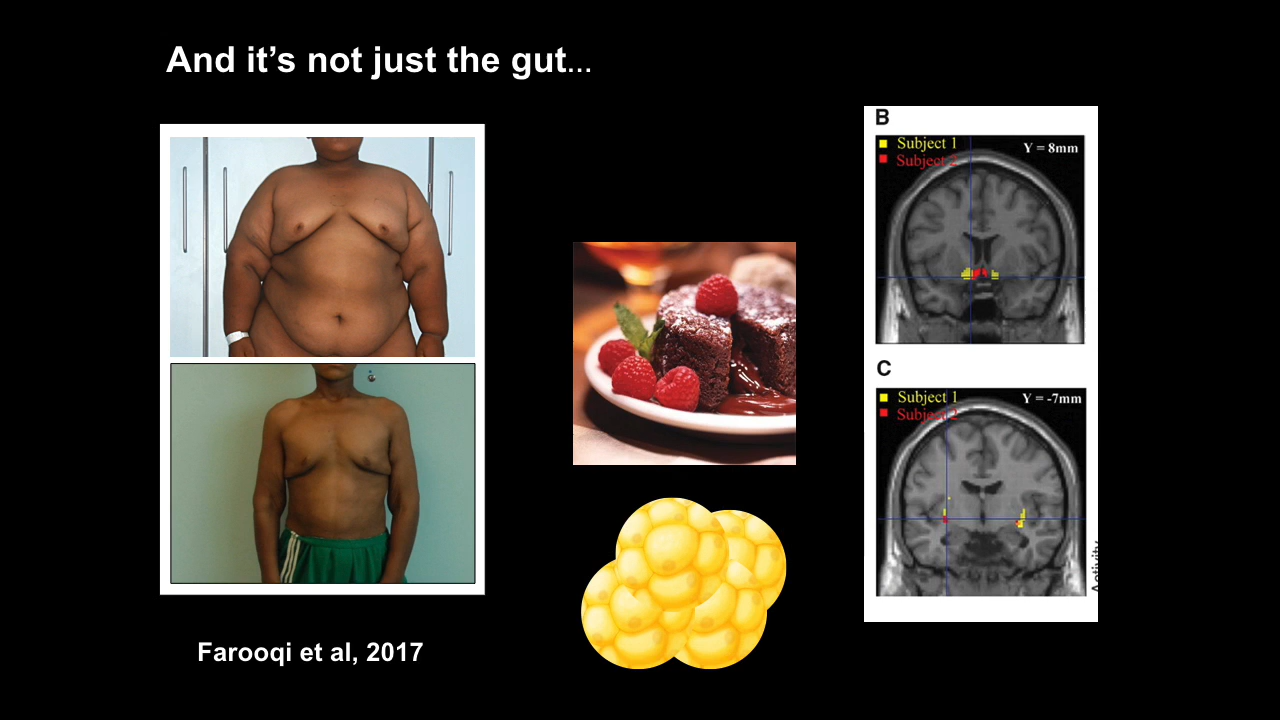 And it’s not just the gut...
B
Subject 1
Subject 2
Y = 8mm
C
Subject 1
Subject 2
Y = -7mm
Activity
Farooqi et al, 2017